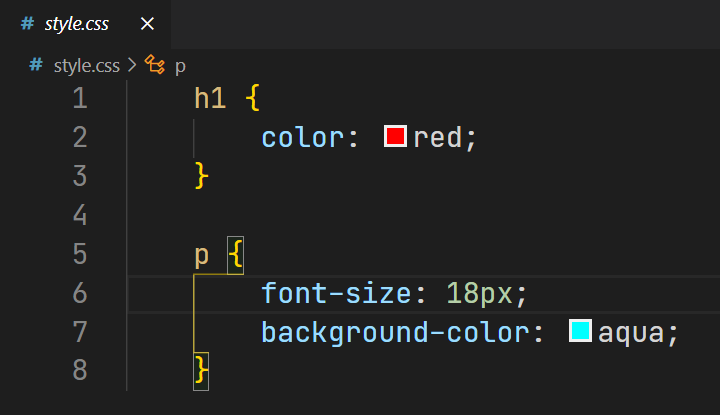 # style.css ×
# style.css > p
1 h1 {
2 color: red;
3 }
4
5 p {
6 font-size: 18px;
7 background-color: aqua;
8 }